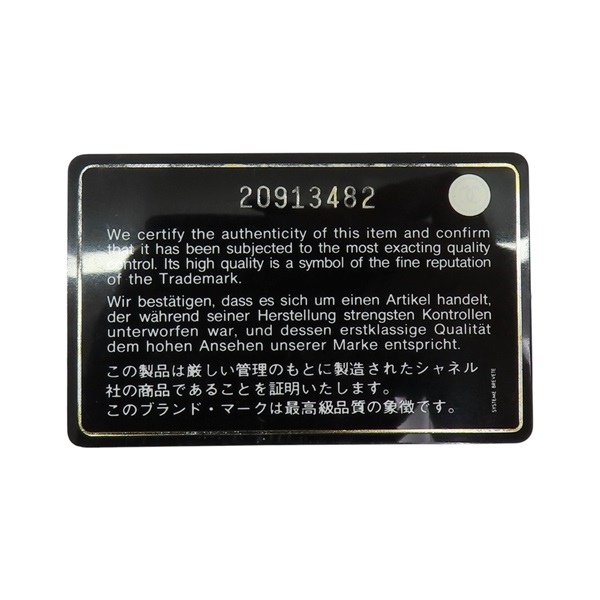 20913482
We certify the authenticity of this item and confirm
that it has been subjected to the most exacting quality
control. Its high quality is a symbol of the fine reputation
of the Trademark.
Wir bestätigen, dass es sich um einen Artikel handelt,
der während seiner Herstellung strengsten Kontrollen
unterworfen war, und dessen erstklassige Qualität
dem hohen Ansehen unserer Marke entspricht.
この製品は厳しい管理のもとに製造されたシャネル
社の商品であることを証明いたします。
このブランド・マークは最高級品質の象徴です。
SYSTEME BREVETE